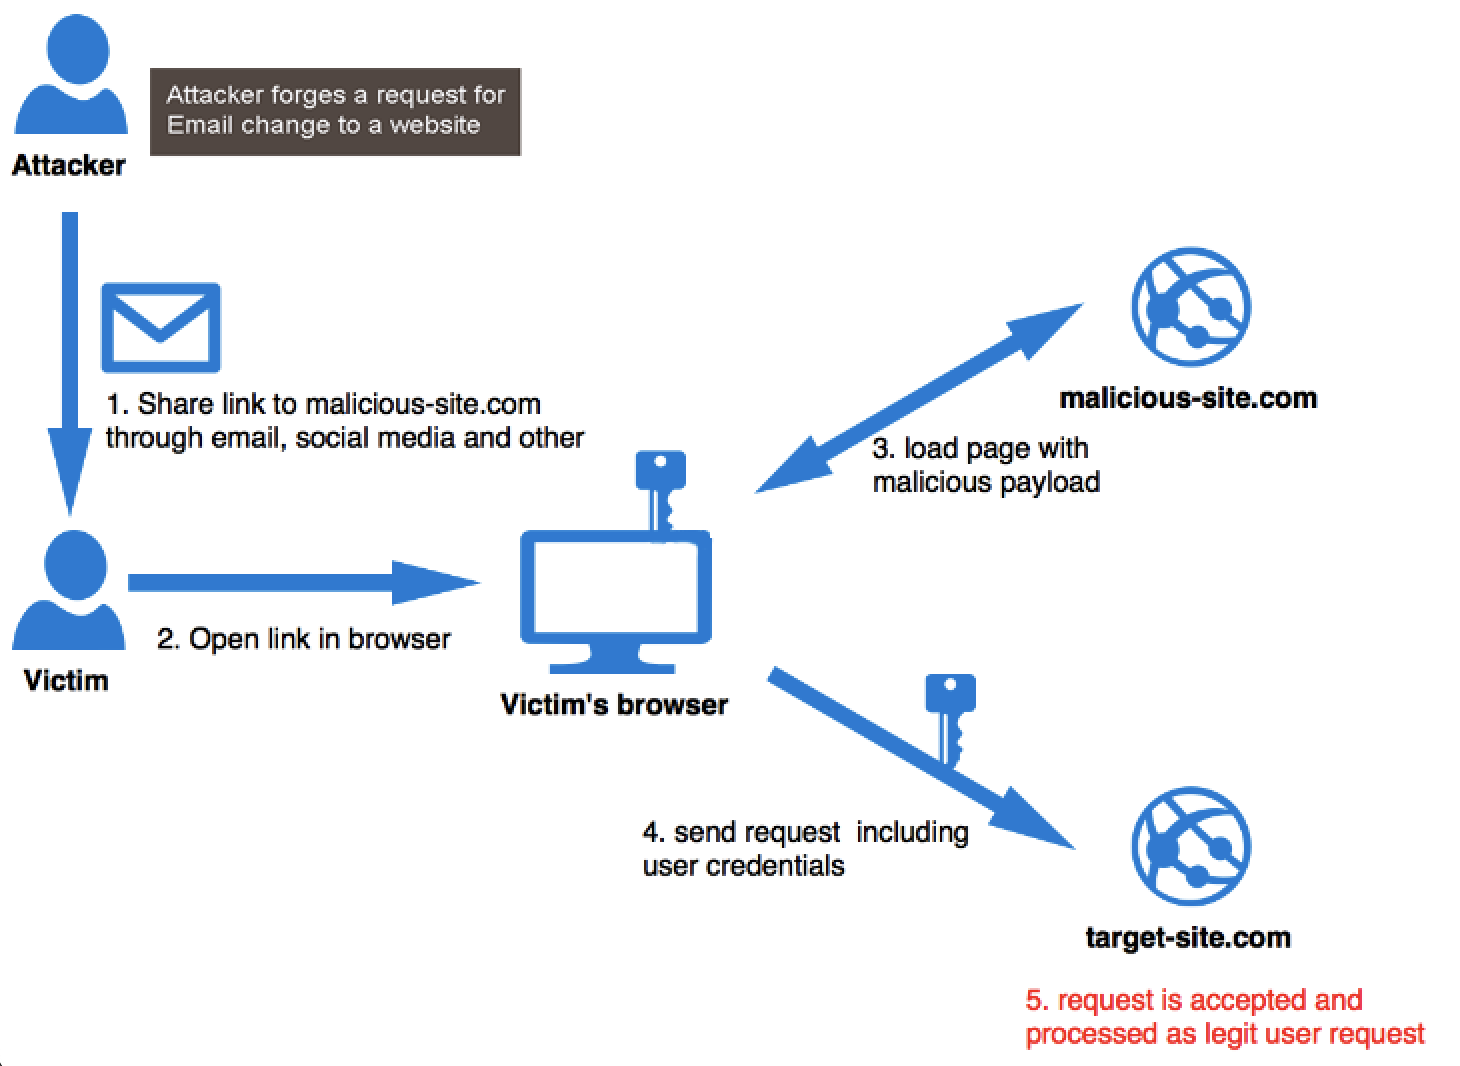 Attacker forges a request for
Email change to a website
Attacker
1. Share link to malicious-site.com
through email, social media and other
malicious-site.com
3. load page with
malicious payload
2. Open link in browser
Victim
Victim's browser
4. send request including
user credentials
target-site.com
5. request is accepted and
processed as legit user request